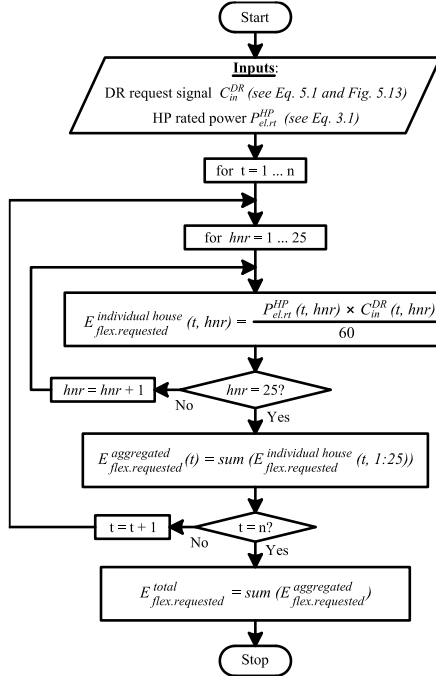 Start
Inputs:
DR request signal C_in^DR (see Eq. 5.1 and Fig. 5.13)
HP rated power P_el.rt^HP (see Eq. 3.1)
for t = 1 ... n
for hnr = 1 ... 25
E_flex.requested^individual house (t, hnr) = P_el.rt^HP (t, hnr) × C_in^DR (t, hnr) / 60
hnr = hnr + 1
No
hnr = 25?
Yes
E_flex.requested^aggregated (t) = sum (E_flex.requested^individual house (t, 1:25))
t = t + 1
No
t = n?
Yes
E_flex.requested^total = sum (E_flex.requested^aggregated)
Stop